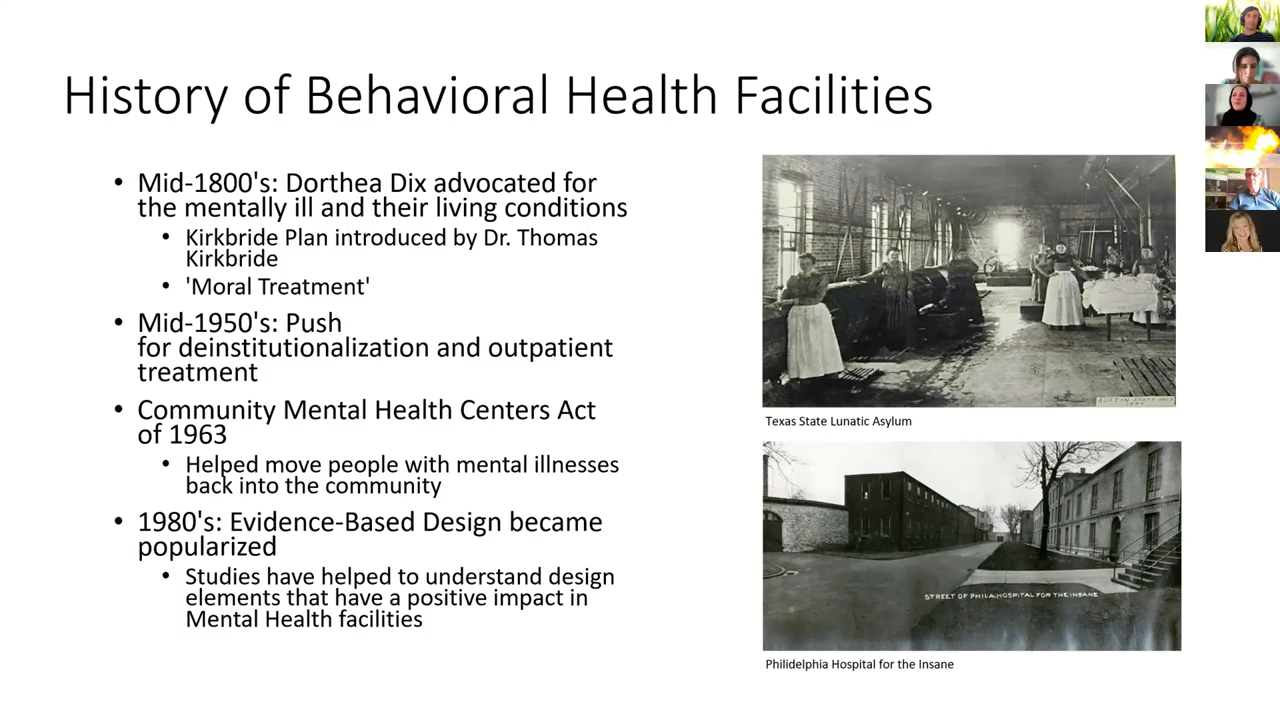 History of Behavioral Health Facilities
• Mid-1800's: Dorthea Dix advocated for
the mentally ill and their living conditions
• Kirkbride Plan introduced by Dr. Thomas
Kirkbride
• 'Moral Treatment'
• Mid-1950's: Push
for deinstitutionalization and outpatient
treatment
• Community Mental Health Centers Act
of 1963
• Helped move people with mental illnesses
back into the community
• 1980's: Evidence-Based Design became
popularized
• Studies have helped to understand design
elements that have a positive impact in
Mental Health facilities
Texas State Lunatic Asylum
STREET OF PHILA. HOSPITAL FOR THE INSANE
Philidelphia Hospital for the Insane